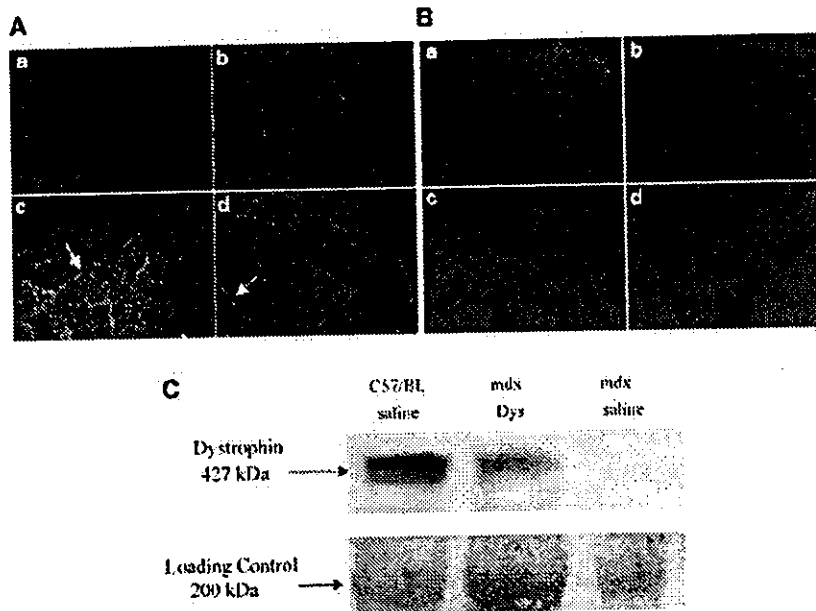 A
B
a
b
a
b
c
d
c
d
C
C57/BL saline
mdx Dys
mdx saline
Dystrophin
427 kDa
Loading Control
200 kDa